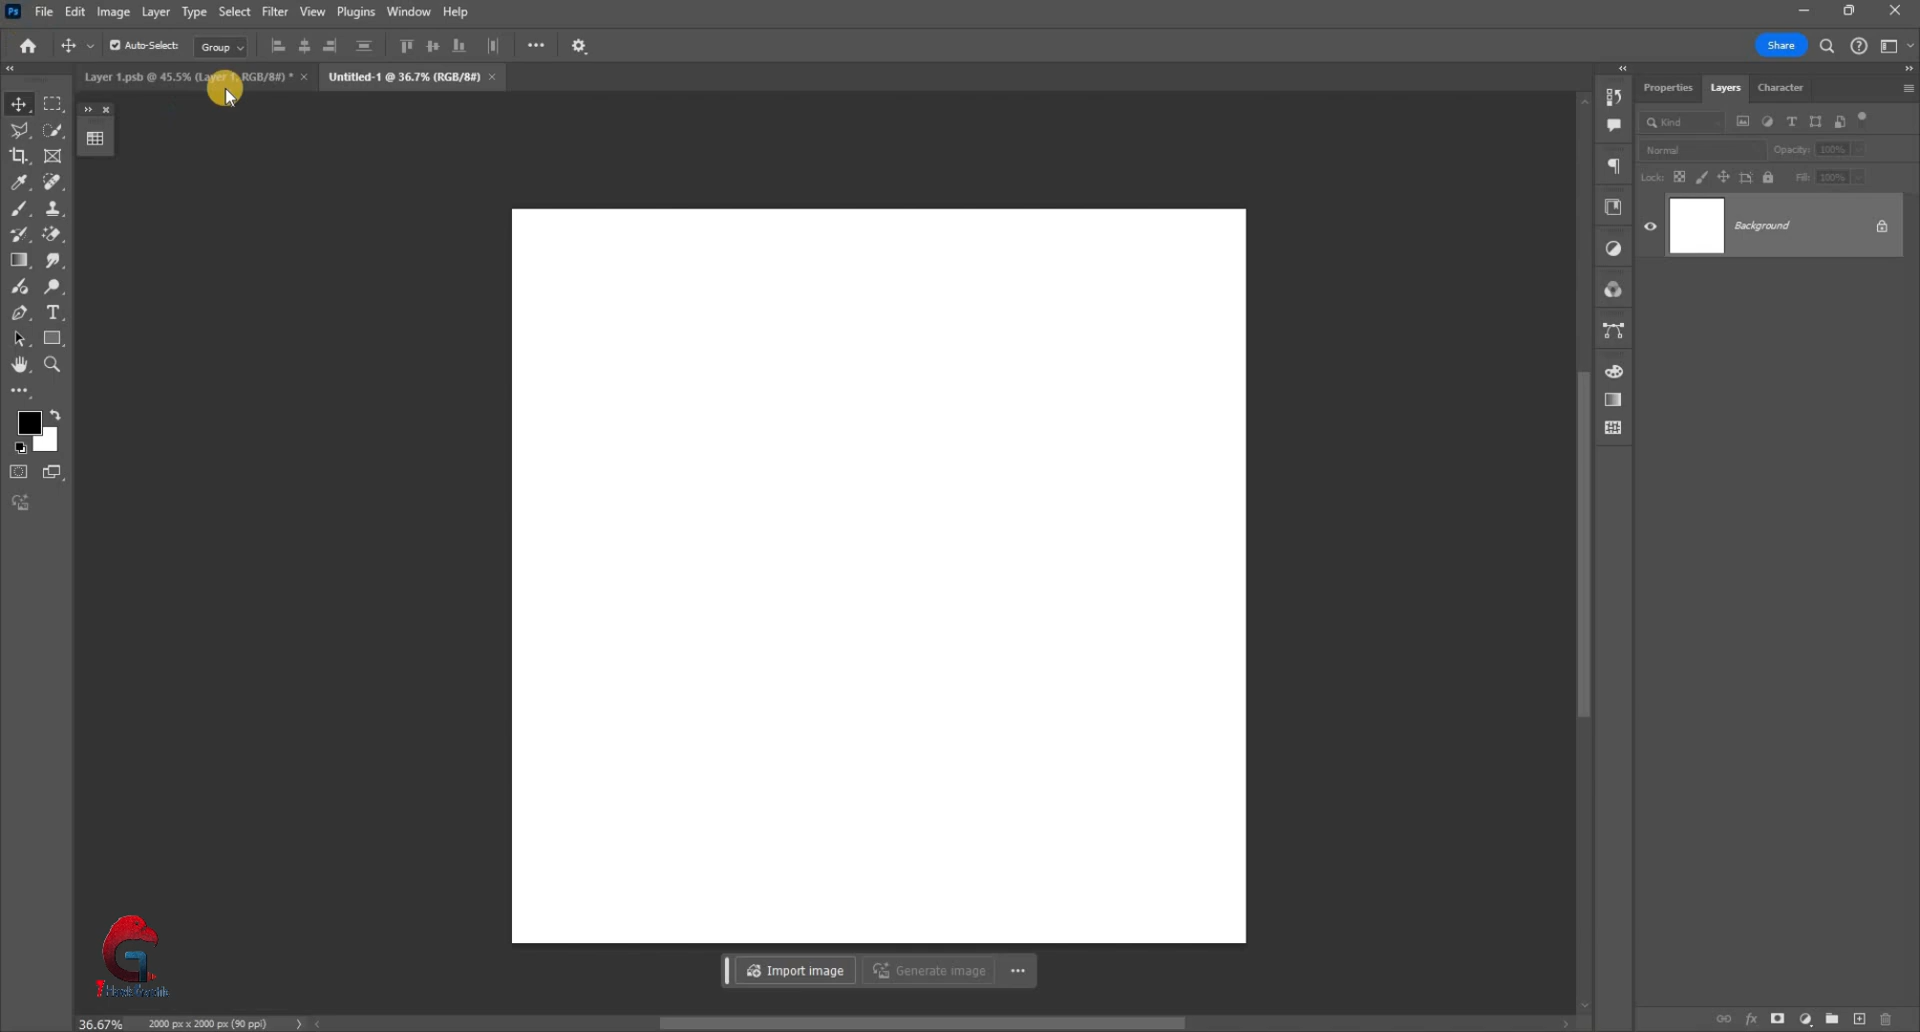 Ps File Edit Image Layer Type Select Filter View Plugins Window Help
Auto-Select: Group Share
Layer 1.psb @ 45.5% (Layer 1, RGB/8#) * × Untitled-1 @ 36.7% (RGB/8#) ×
Properties Layers Character
Kind
Normal Opacity: 100%
Lock: Fill: 100%
Background
Import image Generate image
36.67% 2000 px x 2000 px (90 ppi)